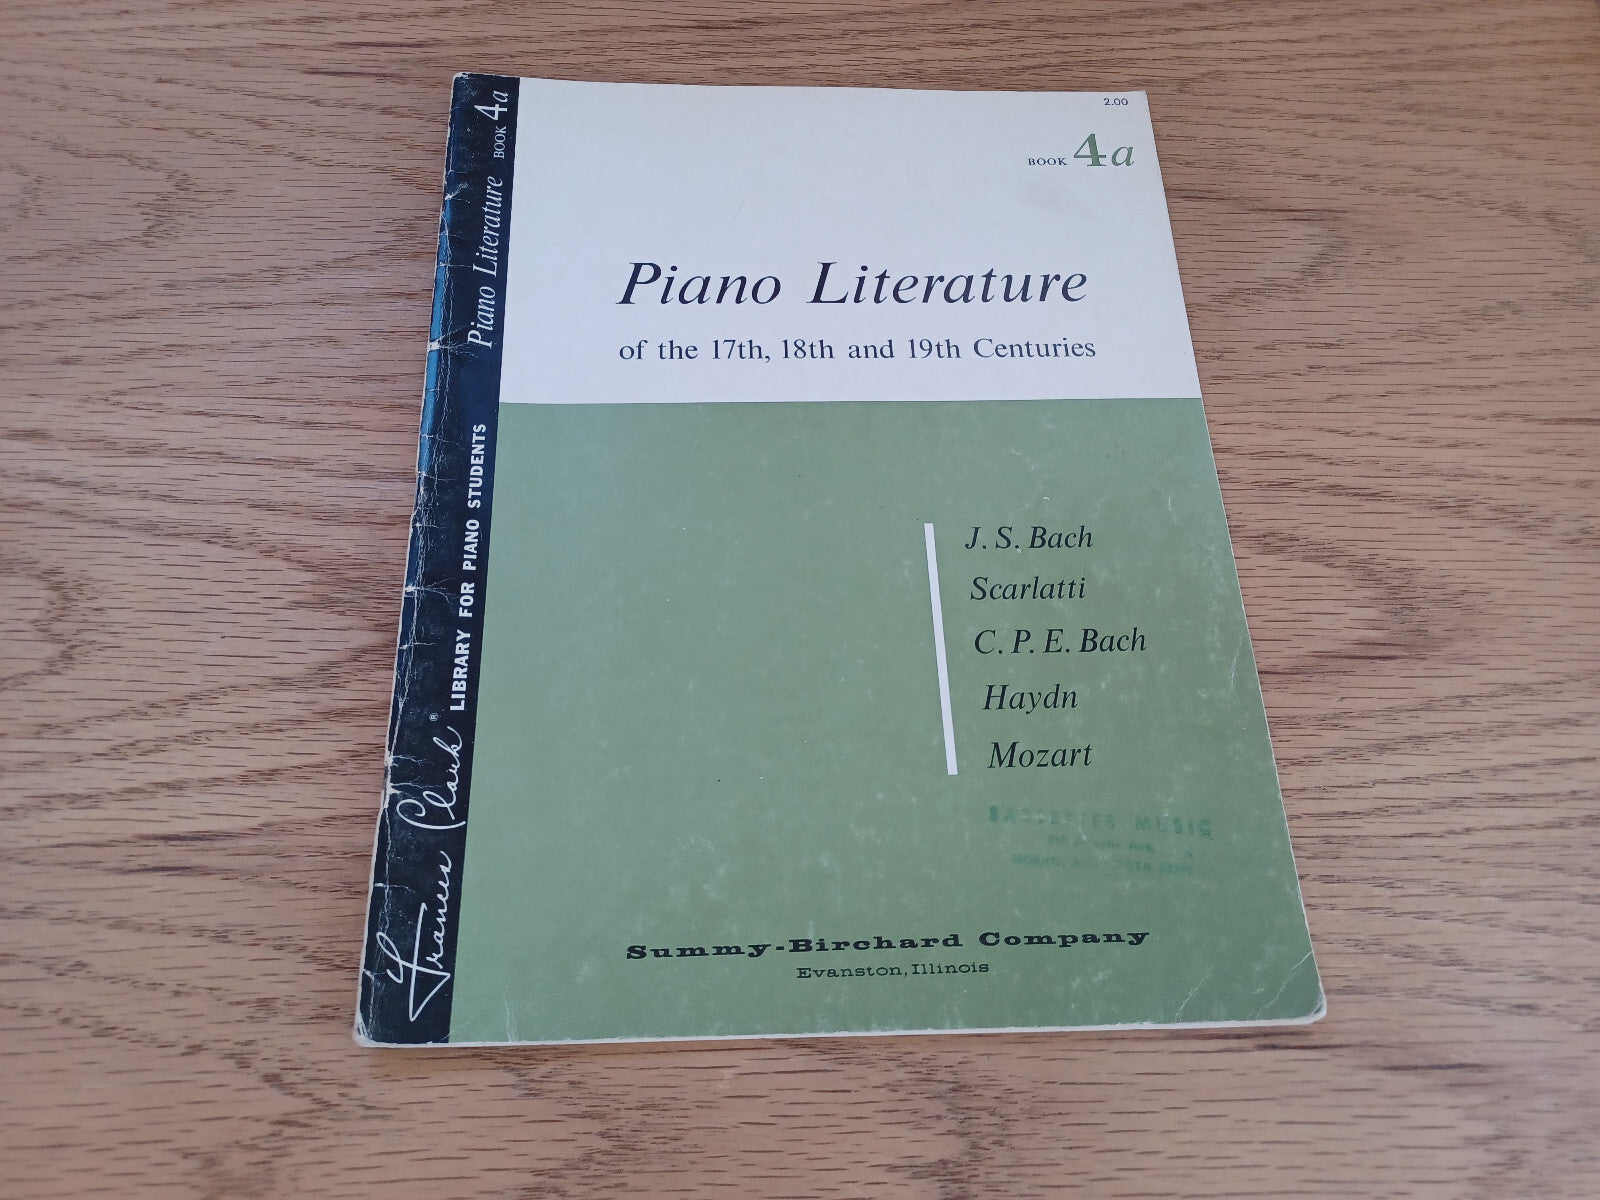 2.00
BOOK 4a
Piano Literature
of the 17th, 18th and 19th Centuries
J. S. Bach
Scarlatti
C. P. E. Bach
Haydn
Mozart
MUSIC
Summy-Birchard Company
Evanston, Illinois
Frances Clark® LIBRARY FOR PIANO STUDENTS Piano Literature BOOK 4a